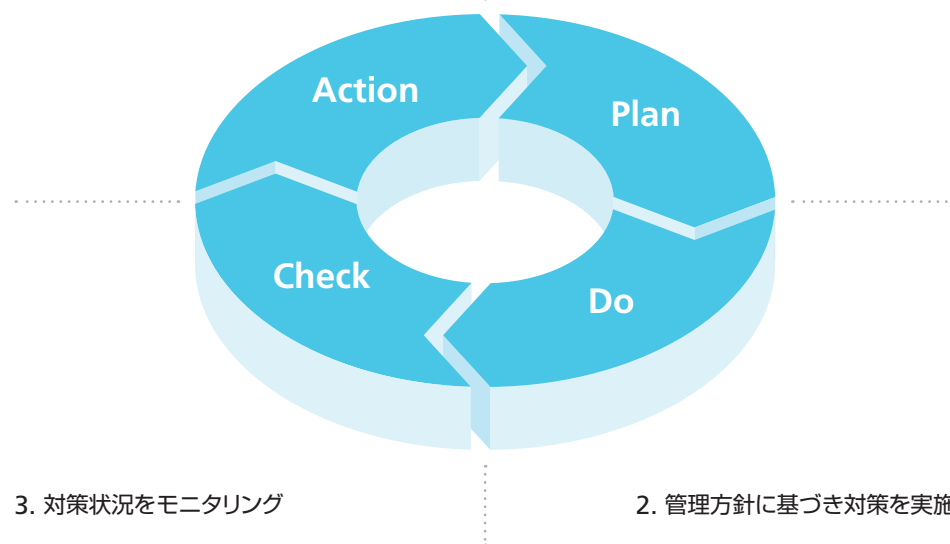 Action
Plan
Check
Do
3. 対策状況をモニタリング
2. 管理方針に基づき対策を実施